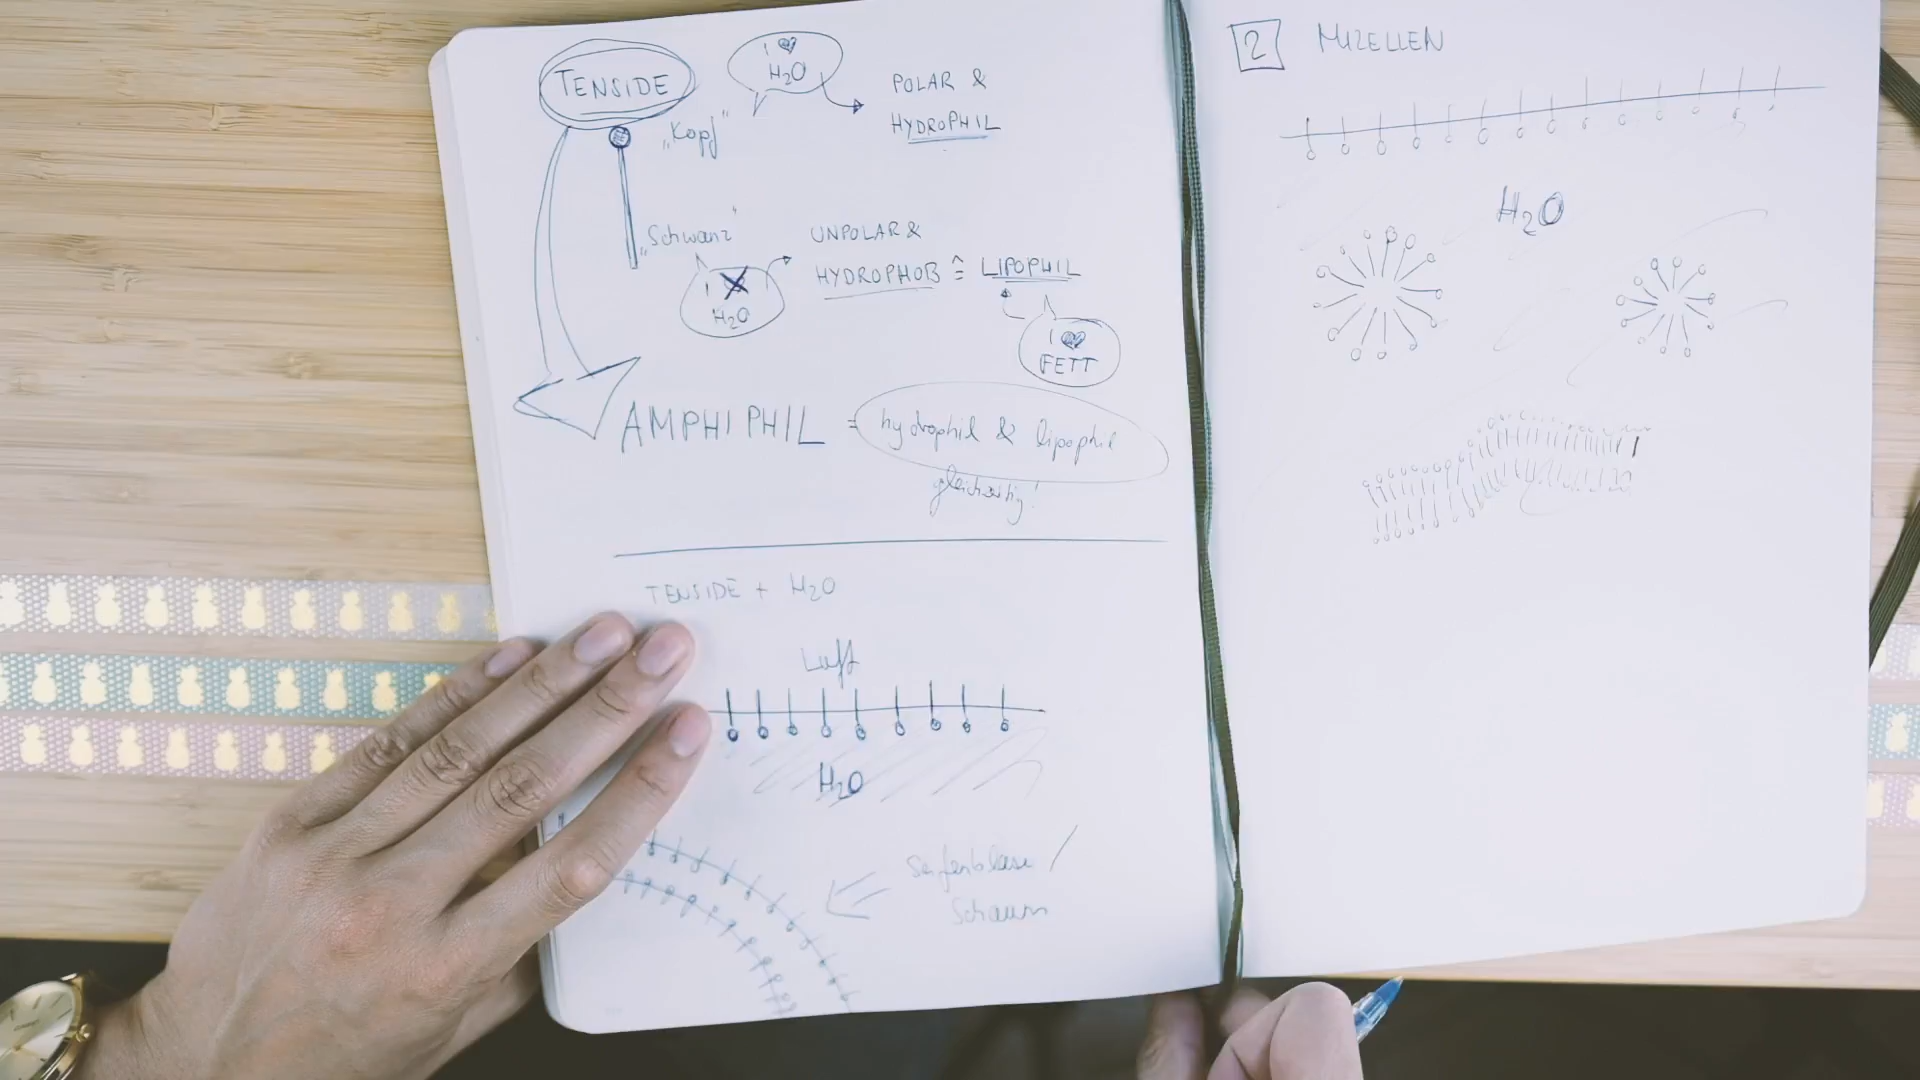 TENSIDE
I ♥
H₂O
POLAR &
HYDROPHIL
„Kopf"
„Schwanz"
UNPOLAR &
HYDROPHOB ≙ LIPOPHIL
I
H₂O
I ♥
FETT
AMPHIPHIL = hydrophil & lipophil
gleichzeitig!
TENSIDE + H₂O
Luft
H₂O
Seifenblase /
Schaum
2 MIZELLEN
H₂O